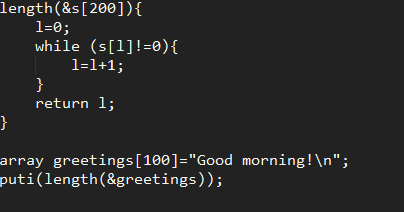 length(&s[200]){
    l=0;
    while (s[l]!=0){
        l=l+1;
    }
    return l;
}

array greetings[100]="Good morning!\n";
puti(length(&greetings));